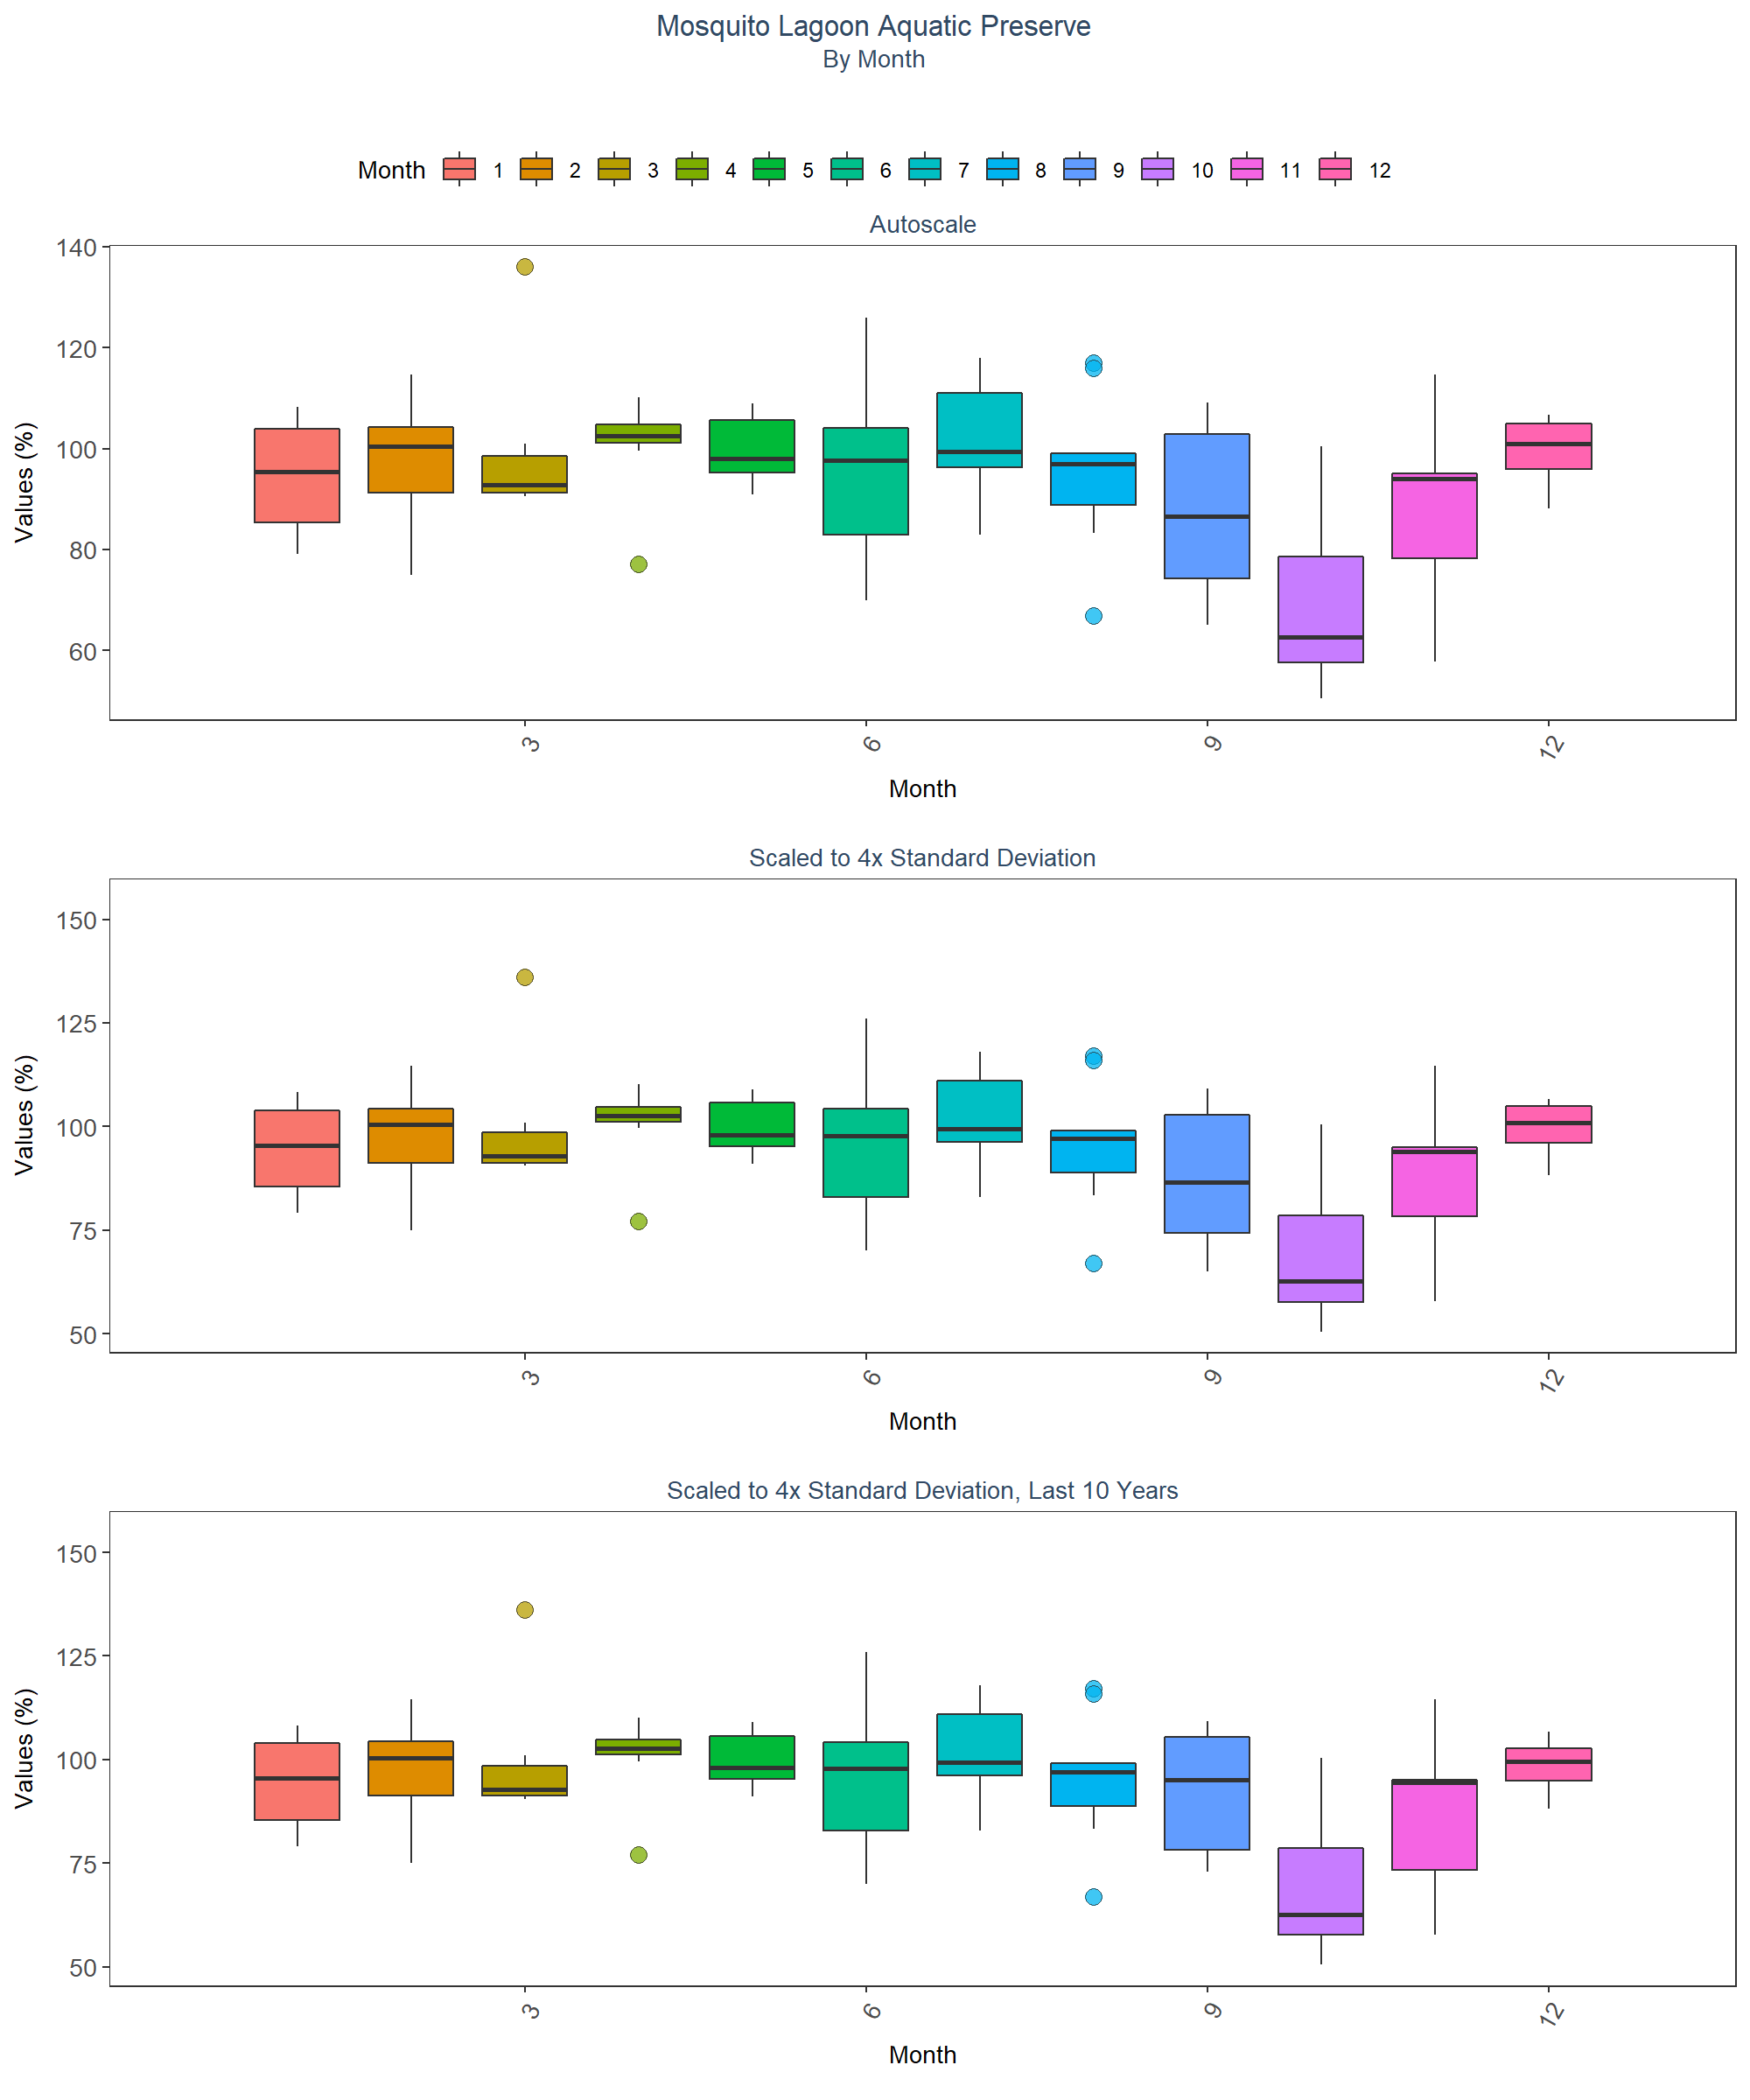 Mosquito Lagoon Aquatic Preserve
By Month
Month 1 2 3 4 5 6 7 8 9 10 11 12
Autoscale
140
120
100
80
60
Values (%)
3 6 9 12
Month
Scaled to 4x Standard Deviation
150
125
100
75
50
Values (%)
3 6 9 12
Month
Scaled to 4x Standard Deviation, Last 10 Years
150
125
100
75
50
Values (%)
3 6 9 12
Month